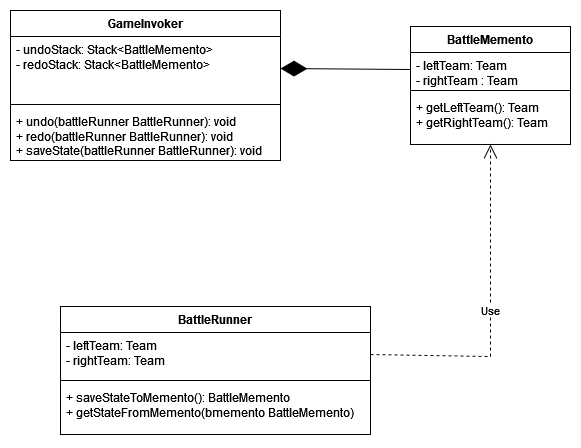 GameInvoker
- undoStack: Stack<BattleMemento>
- redoStack: Stack<BattleMemento>
+ undo(battleRunner BattleRunner): void
+ redo(battleRunner BattleRunner): void
+ saveState(battleRunner BattleRunner): void
BattleMemento
- leftTeam: Team
- rightTeam : Team
+ getLeftTeam(): Team
+ getRightTeam(): Team
Use
BattleRunner
- leftTeam: Team
- rightTeam: Team
+ saveStateToMemento(): BattleMemento
+ getStateFromMemento(bmemento BattleMemento)